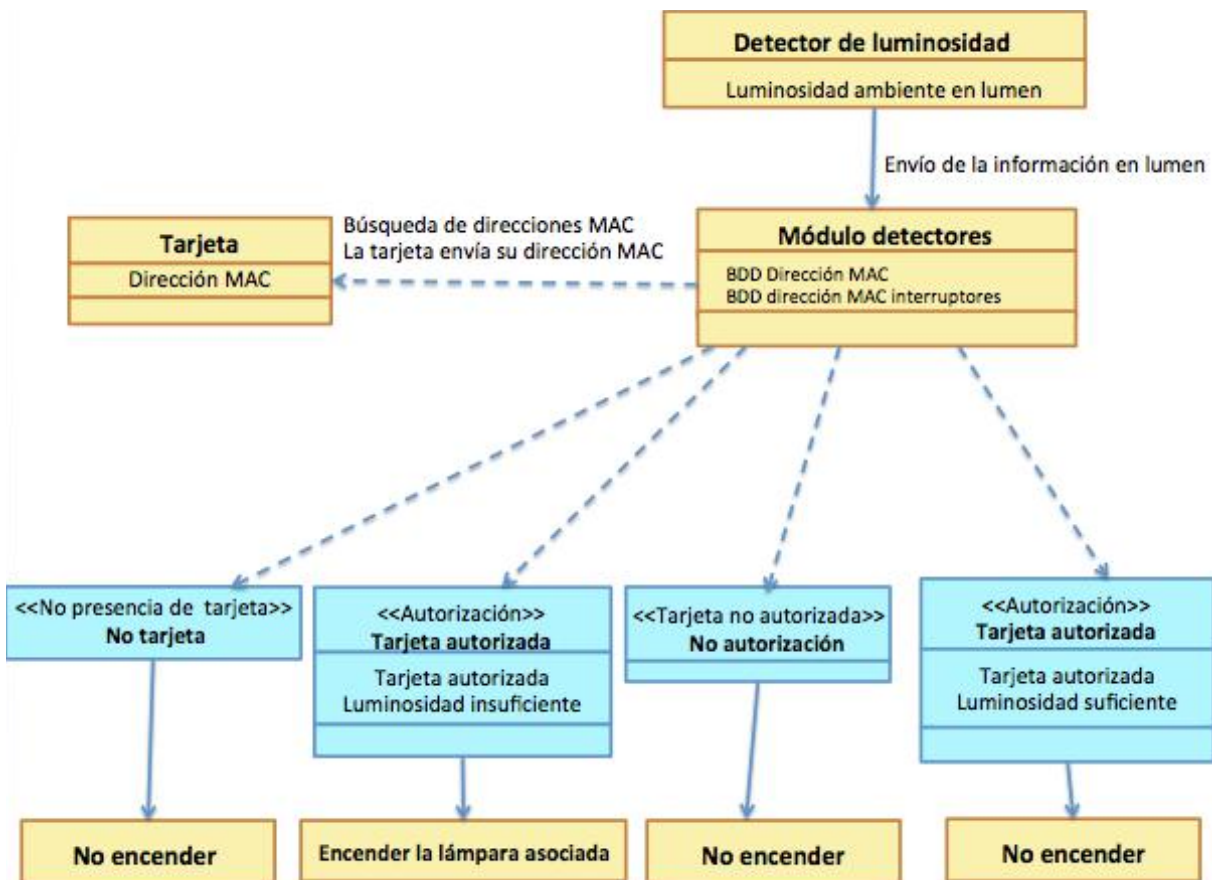 Detector de luminosidad
Luminosidad ambiente en lumen
Envío de la información en lumen
Búsqueda de direcciones MAC
La tarjeta envía su dirección MAC
Tarjeta
Dirección MAC
Módulo detectores
BDD Dirección MAC
BDD dirección MAC interruptores
<<No presencia de tarjeta>>
No tarjeta
<<Autorización>>
Tarjeta autorizada
Tarjeta autorizada
Luminosidad insuficiente
<<Tarjeta no autorizada>>
No autorización
<<Autorización>>
Tarjeta autorizada
Tarjeta autorizada
Luminosidad suficiente
No encender
Encender la lámpara asociada
No encender
No encender